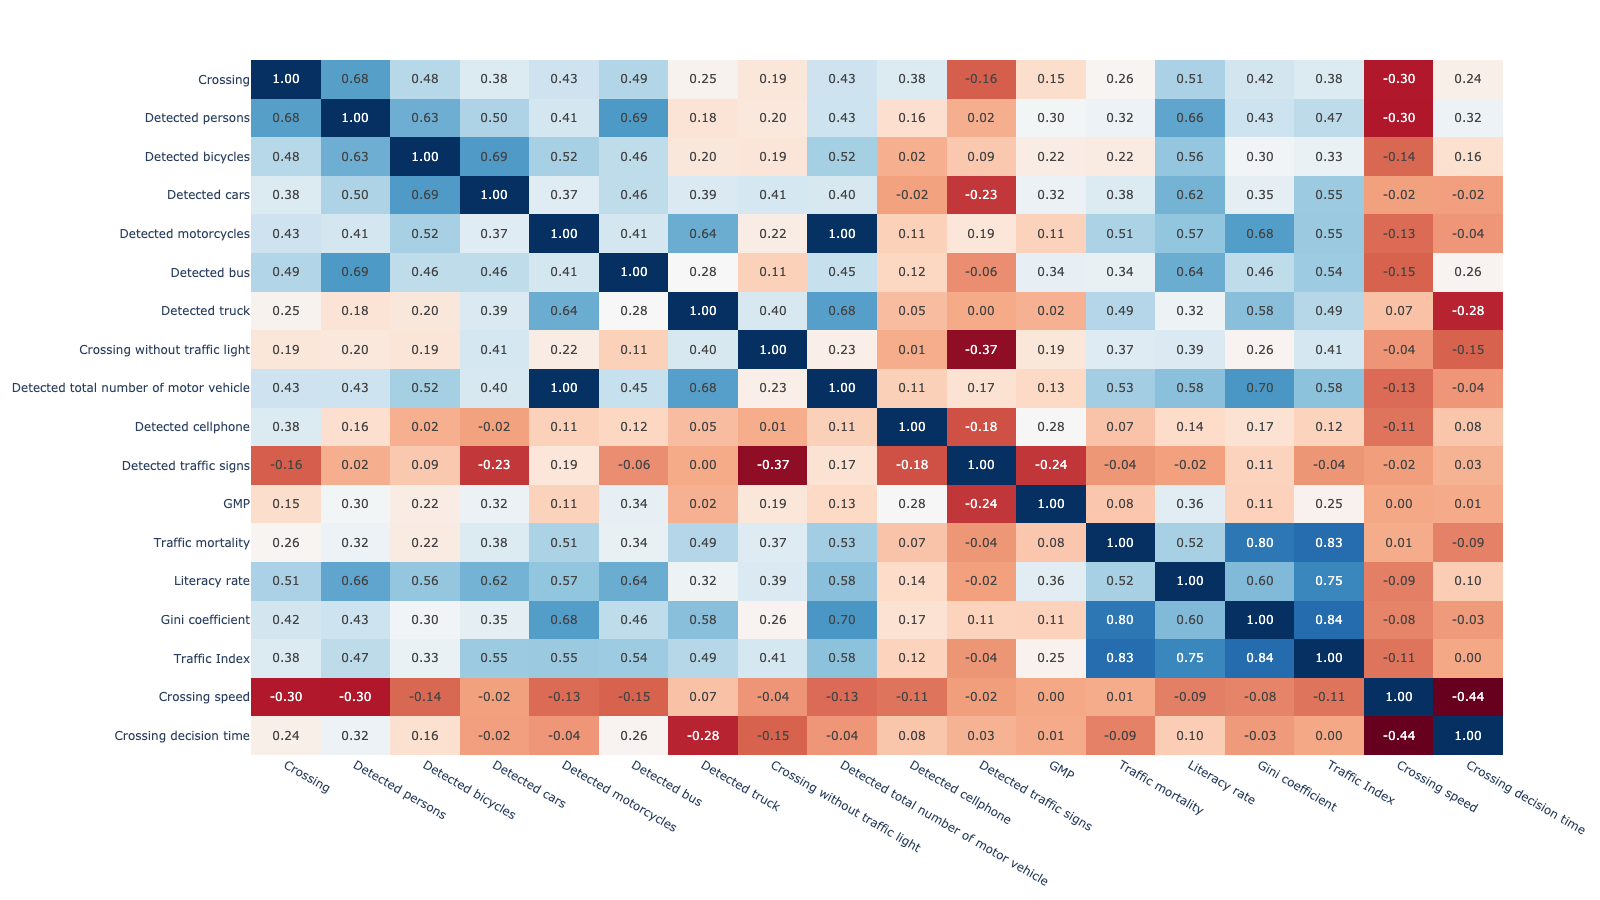 Crossing 1.00 0.68 0.48 0.38 0.43 0.49 0.25 0.19 0.43 0.38 -0.16 0.15 0.26 0.51 0.42 0.38 -0.30 0.24
Detected persons 0.68 1.00 0.63 0.50 0.41 0.69 0.18 0.20 0.43 0.16 0.02 0.30 0.32 0.66 0.43 0.47 -0.30 0.32
Detected bicycles 0.48 0.63 1.00 0.69 0.52 0.46 0.20 0.19 0.52 0.02 0.09 0.22 0.22 0.56 0.30 0.33 -0.14 0.16
Detected cars 0.38 0.50 0.69 1.00 0.37 0.46 0.39 0.41 0.40 -0.02 -0.23 0.32 0.38 0.62 0.35 0.55 -0.02 -0.02
Detected motorcycles 0.43 0.41 0.52 0.37 1.00 0.41 0.64 0.22 1.00 0.11 0.19 0.11 0.51 0.57 0.68 0.55 -0.13 -0.04
Detected bus 0.49 0.69 0.46 0.46 0.41 1.00 0.28 0.11 0.45 0.12 -0.06 0.34 0.34 0.64 0.46 0.54 -0.15 0.26
Detected truck 0.25 0.18 0.20 0.39 0.64 0.28 1.00 0.40 0.68 0.05 0.00 0.02 0.49 0.32 0.58 0.49 0.07 -0.28
Crossing without traffic light 0.19 0.20 0.19 0.41 0.22 0.11 0.40 1.00 0.23 0.01 -0.37 0.19 0.37 0.39 0.26 0.41 -0.04 -0.15
Detected total number of motor vehicle 0.43 0.43 0.52 0.40 1.00 0.45 0.68 0.23 1.00 0.11 0.17 0.13 0.53 0.58 0.70 0.58 -0.13 -0.04
Detected cellphone 0.38 0.16 0.02 -0.02 0.11 0.12 0.05 0.01 0.11 1.00 -0.18 0.28 0.07 0.14 0.17 0.12 -0.11 0.08
Detected traffic signs -0.16 0.02 0.09 -0.23 0.19 -0.06 0.00 -0.37 0.17 -0.18 1.00 -0.24 -0.04 -0.02 0.11 -0.04 -0.02 0.03
GMP 0.15 0.30 0.22 0.32 0.11 0.34 0.02 0.19 0.13 0.28 -0.24 1.00 0.08 0.36 0.11 0.25 0.00 0.01
Traffic mortality 0.26 0.32 0.22 0.38 0.51 0.34 0.49 0.37 0.53 0.07 -0.04 0.08 1.00 0.52 0.80 0.83 0.01 -0.09
Literacy rate 0.51 0.66 0.56 0.62 0.57 0.64 0.32 0.39 0.58 0.14 -0.02 0.36 0.52 1.00 0.60 0.75 -0.09 0.10
Gini coefficient 0.42 0.43 0.30 0.35 0.68 0.46 0.58 0.26 0.70 0.17 0.11 0.11 0.80 0.60 1.00 0.84 -0.08 -0.03
Traffic Index 0.38 0.47 0.33 0.55 0.55 0.54 0.49 0.41 0.58 0.12 -0.04 0.25 0.83 0.75 0.84 1.00 -0.11 0.00
Crossing speed -0.30 -0.30 -0.14 -0.02 -0.13 -0.15 0.07 -0.04 -0.13 -0.11 -0.02 0.00 0.01 -0.09 -0.08 -0.11 1.00 -0.44
Crossing decision time 0.24 0.32 0.16 -0.02 -0.04 0.26 -0.28 -0.15 -0.04 0.08 0.03 0.01 -0.09 0.10 -0.03 0.00 -0.44 1.00
Crossing
Detected persons
Detected bicycles
Detected cars
Detected motorcycles
Detected bus
Detected truck
Crossing without traffic light
Detected total number of motor vehicle
Detected cellphone
Detected traffic signs
GMP
Traffic mortality
Literacy rate
Gini coefficient
Traffic Index
Crossing speed
Crossing decision time